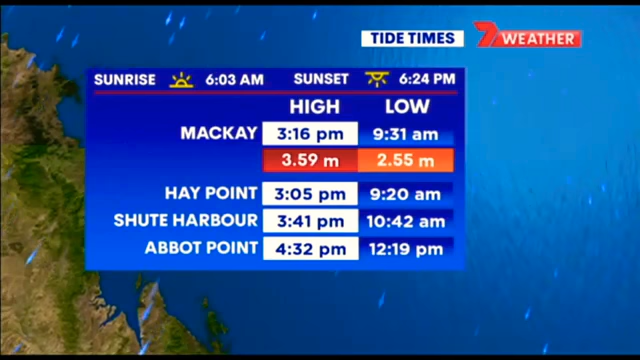 TIDE TIMES 7 WEATHER
SUNRISE 6:03 AM SUNSET 6:24 PM
HIGH LOW
MACKAY 3:16 pm 9:31 am
3.59 m 2.55 m
HAY POINT 3:05 pm 9:20 am
SHUTE HARBOUR 3:41 pm 10:42 am
ABBOT POINT 4:32 pm 12:19 pm